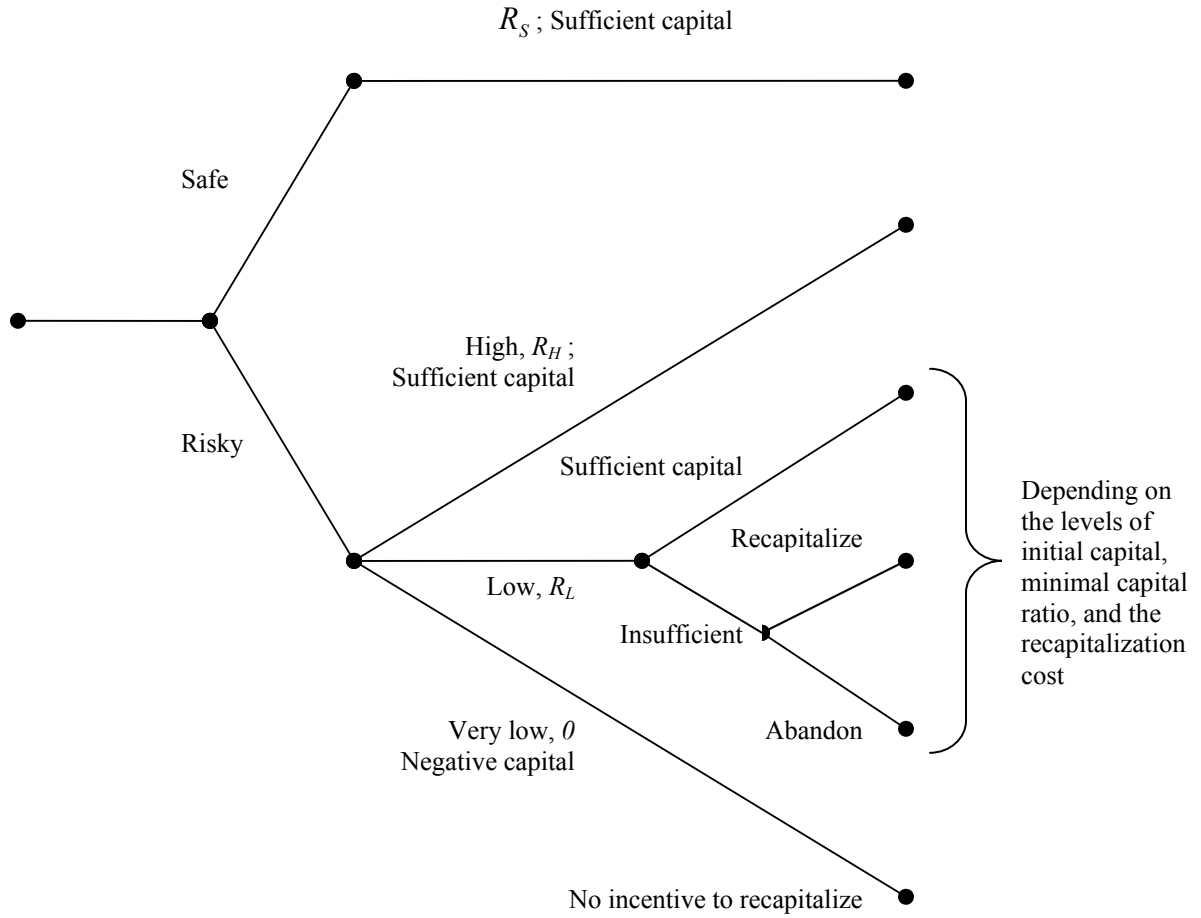 R_S ; Sufficient capital
Safe
High, R_H ;
Sufficient capital
Risky
Sufficient capital
Recapitalize
Low, R_L
Insufficient
Depending on
the levels of
initial capital,
minimal capital
ratio, and the
recapitalization
cost
Very low, 0
Negative capital
Abandon
No incentive to recapitalize